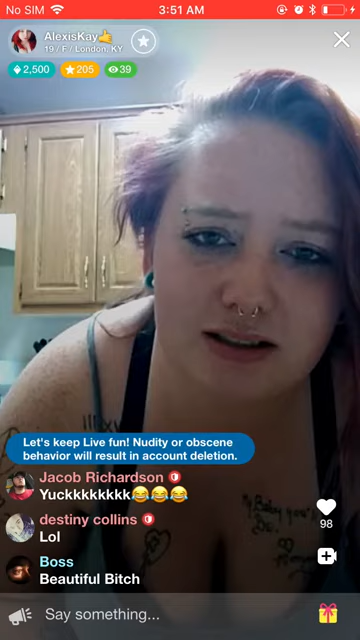 No SIM 3:51 AM
AlexisKay🤙
19 / F / London, KY
2,500 205 39
Let's keep Live fun! Nudity or obscene
behavior will result in account deletion.
Jacob Richardson
Yuckkkkkkkk😂😂😂
destiny collins
Lol
98
Boss
Beautiful Bitch
Say something...